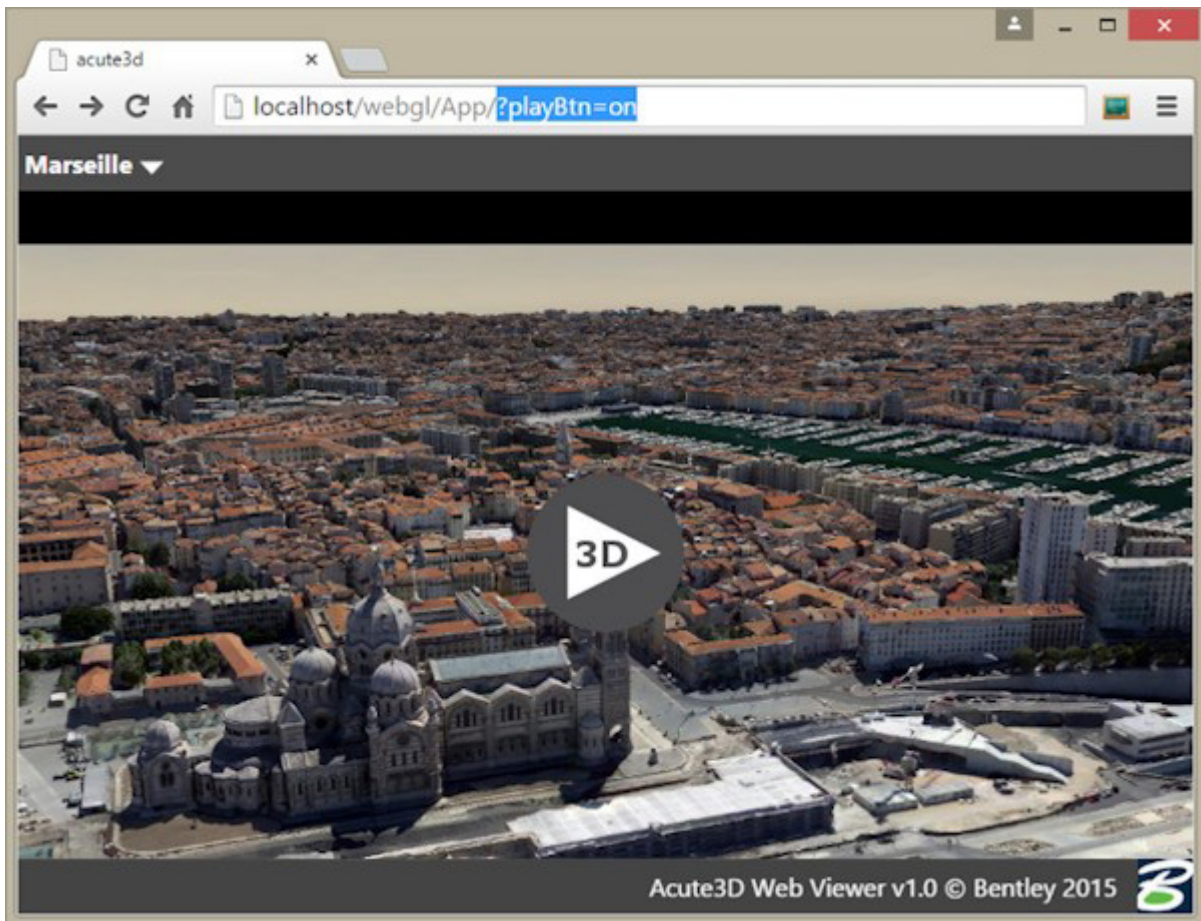 acute3d
localhost/webgl/App/?playBtn=on
Marseille
3D
Acute3D Web Viewer v1.0 © Bentley 2015